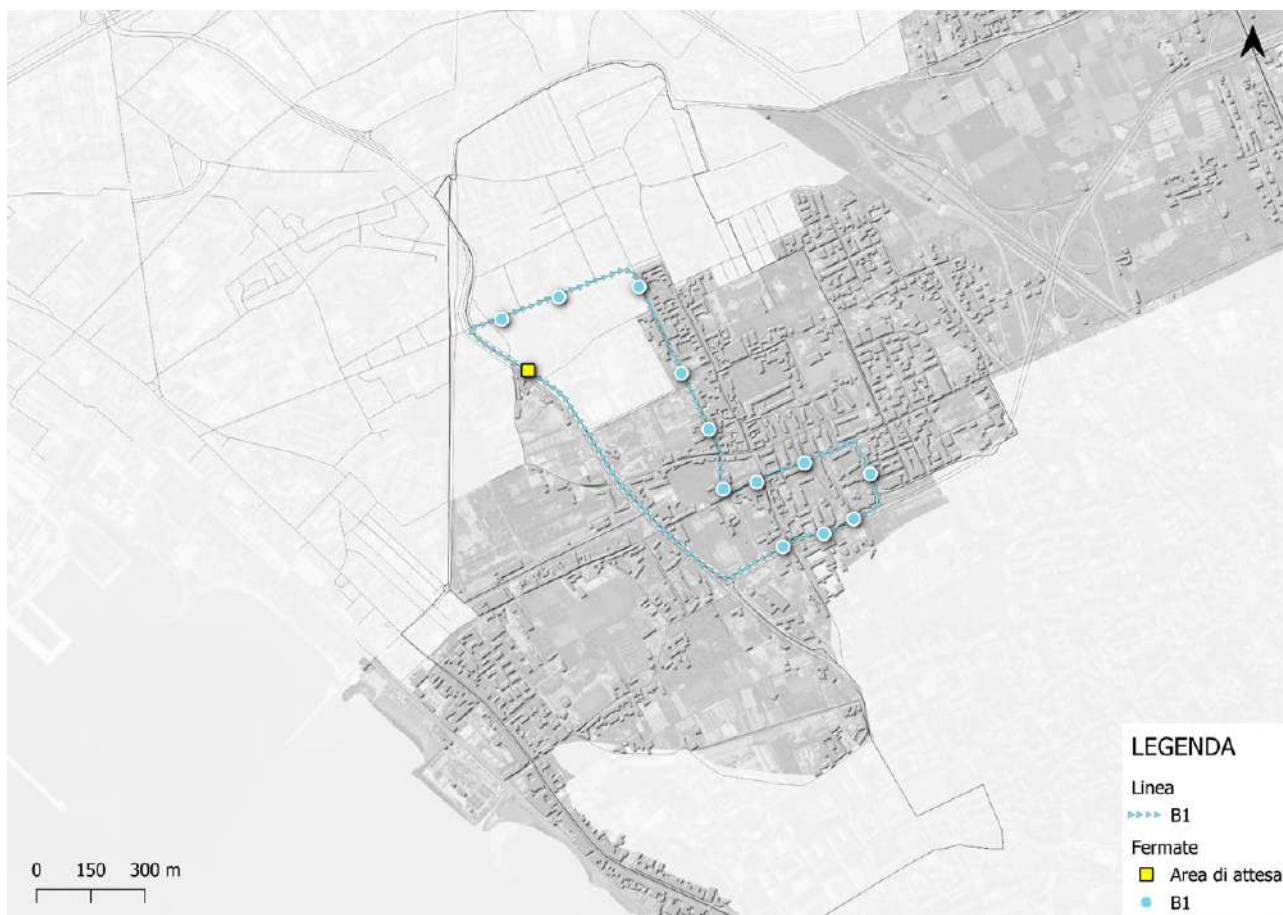 LEGENDA
Linea
B1
Fermate
Area di attesa
B1
0 150 300 m